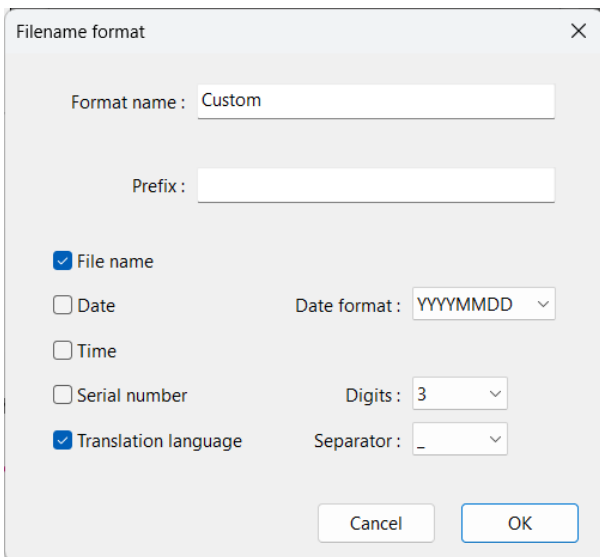 Filename format
Format name : Custom
Prefix :
File name
Date Date format : YYYYMMDD
Time
Serial number Digits : 3
Translation language Separator : _
Cancel OK